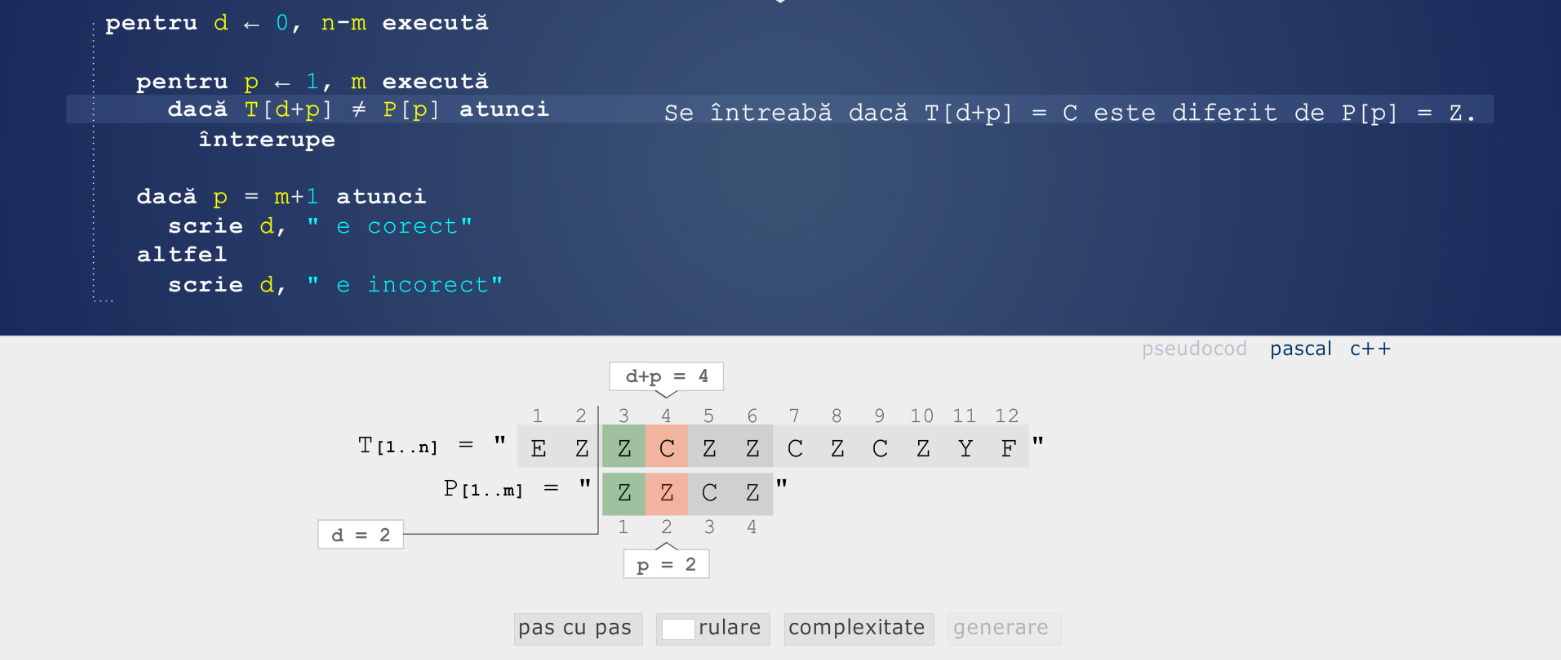 pentru d ← 0, n-m execută
pentru p ← 1, m execută
dacă T[d+p] ≠ P[p] atunci
Se întreabă dacă T[d+p] = C este diferit de P[p] = Z.
întrerupe
dacă p = m+1 atunci
scrie d, " e corect"
altfel
scrie d, " e incorect"
pseudocod pascal c++
d+p = 4
1 2 3 4 5 6 7 8 9 10 11 12
T[1..n] = " E Z Z C Z Z C Z C Z Y F "
P[1..m] = " Z Z C Z "
1 2 3 4
d = 2
p = 2
pas cu pas rulare complexitate generare